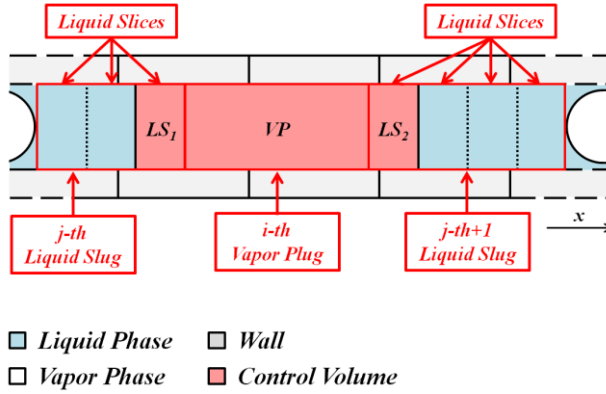 Liquid Slices
Liquid Slices
LS1
VP
LS2
j-th
Liquid Slug
i-th
Vapor Plug
j-th+1
Liquid Slug
x
Liquid Phase
Wall
Vapor Phase
Control Volume